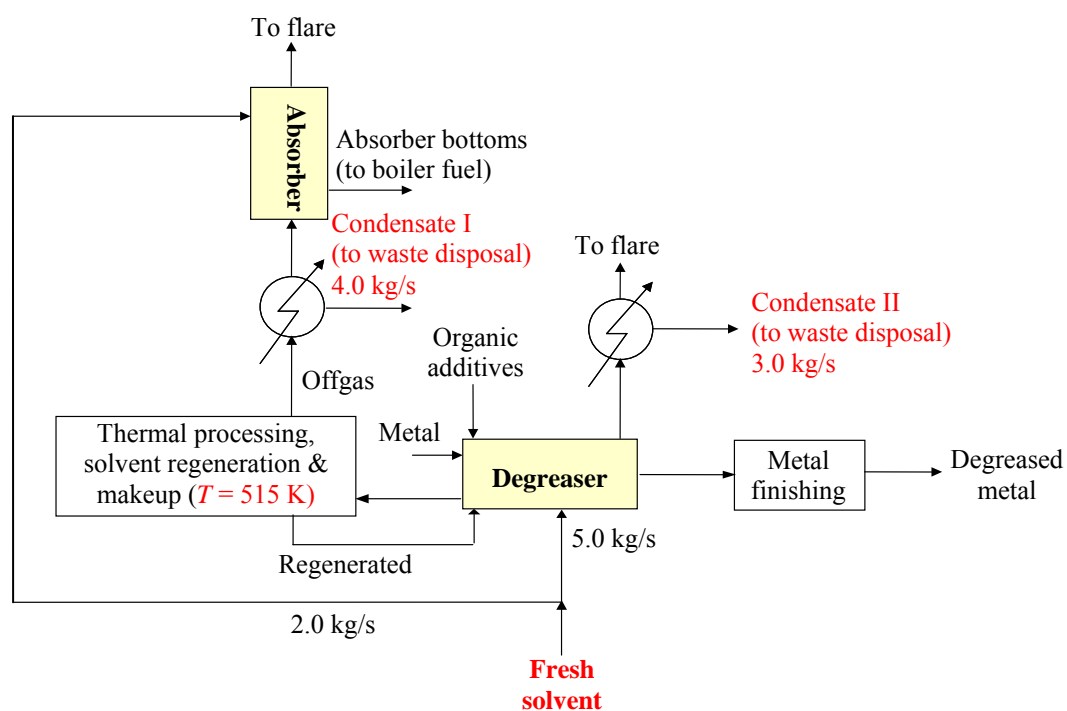 To flare
Absorber
Absorber bottoms
(to boiler fuel)
Condensate I
(to waste disposal)
4.0 kg/s
To flare
Condensate II
(to waste disposal)
3.0 kg/s
Organic
additives
Offgas
Thermal processing,
solvent regeneration &
makeup (T = 515 K)
Metal
Degreaser
Metal
finishing
Degreased
metal
5.0 kg/s
Regenerated
2.0 kg/s
Fresh
solvent